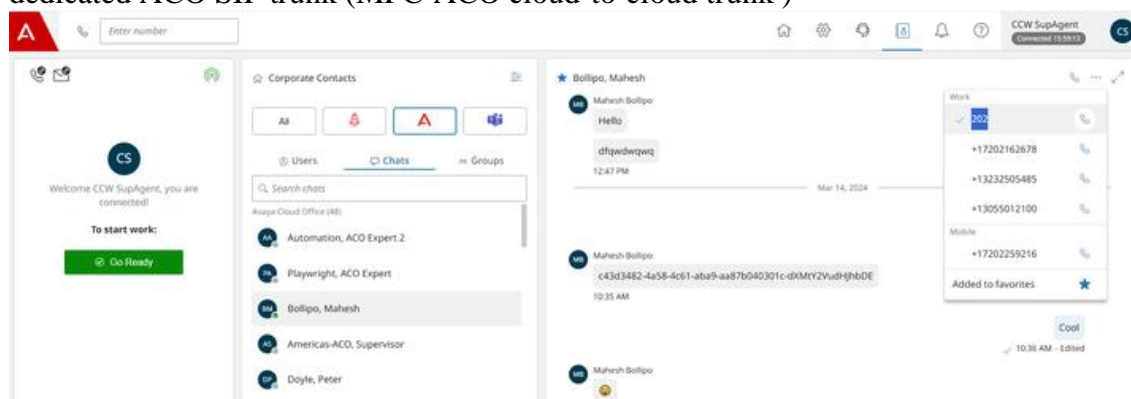 dedicated ACO SIP trunk (MPC-ACO cloud-to-cloud trunk )
Enter number
CCW SupAgent
Connected 15:59:13
CS
Corporate Contacts
Bollipo, Mahesh
All
Users
Chats
Groups
Search chats
Avaya Cloud Office (48)
CS
Welcome CCW SupAgent, you are
connected!
To start work:
Go Ready
AA
Automation, ACO Expert 2
PA
Playwright, ACO Expert
BM
Bollipo, Mahesh
AS
Americas-ACO, Supervisor
DP
Doyle, Peter
MB
Mahesh Bollipo
Hello
dfqwdwqwq
12:47 PM
Mar 14, 2024
MB
Mahesh Bollipo
c43d3482-4a58-4c61-aba9-aa87b040301c-dXMtY2VudHJhbDE
10:35 AM
Cool
10:36 AM - Edited
MB
Mahesh Bollipo
Work
202
+17202162678
+13232505485
+13055012100
Mobile
+17202259216
Added to favorites